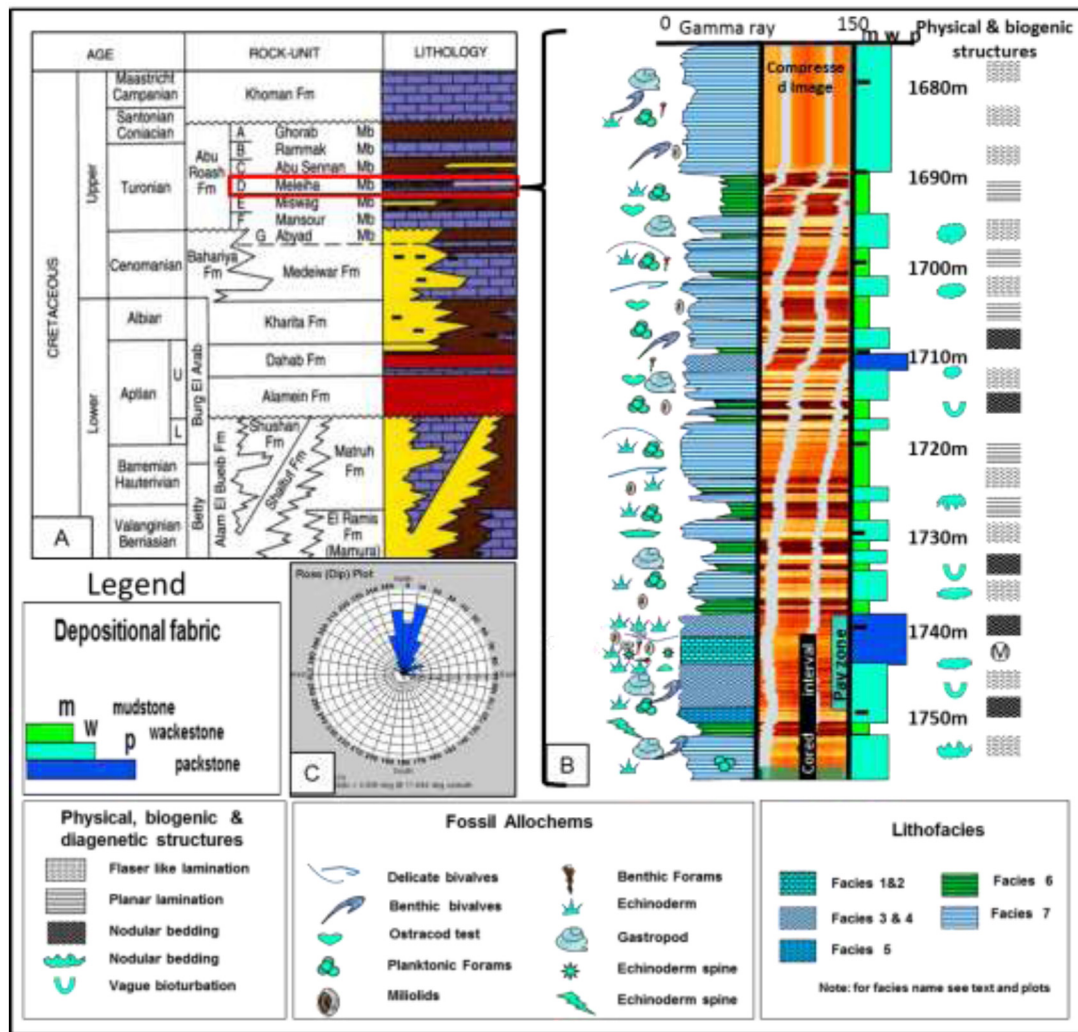 AGE
ROCK-UNIT
LITHOLOGY
CRETACEOUS
Upper
Lower
Maastricht
Campanian
Santonian
Coniacian
Turonian
Cenomanian
Albian
Aptian
U
L
Barremian
Hauterivian
Valanginian
Berriasian
Khoman Fm
Abu
Roash
Fm
A Ghorab Mb
B Rammak Mb
C Abu Sennan Mb
D Meleiha Mb
E Miswag Mb
F Mansour Mb
G Abyad Mb
Bahariya
Fm
Medeiwar Fm
Burg El Arab
Kharita Fm
Dahab Fm
Alamein Fm
Betty
Alam El Bueib Fm
Shushan
Fm
Shaltut Fm
Matruh
Fm
El Ramis
Fm
(Mamura)
A
0 Gamma ray 150
m w p
Physical & biogenic
structures
Compresse
d Image
1680m
1690m
1700m
1710m
1720m
1730m
1740m
1750m
M
Cored interval
Pay zone
B
Legend
Depositional fabric
m mudstone
w wackestone
p packstone
Rose (Dip) Plot
C
Physical, biogenic &
diagenetic structures
Flaser like lamination
Planar lamination
Nodular bedding
Nodular bedding
Vague bioturbation
Fossil Allochems
Delicate bivalves
Benthic bivalves
Ostracod test
Planktonic Forams
Miliolids
Benthic Forams
Echinoderm
Gastropod
Echinoderm spine
Echinoderm spine
Lithofacies
Facies 1&2
Facies 3 & 4
Facies 5
Facies 6
Facies 7
Note: for facies name see text and plots